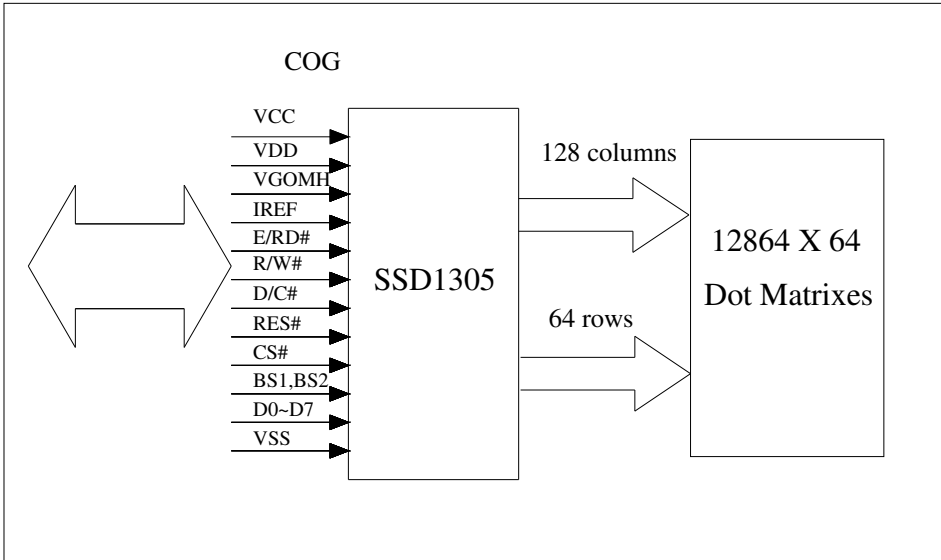 COG
VCC
VDD
VGOMH
IREF
E/RD#
R/W#
D/C#
RES#
CS#
BS1,BS2
D0~D7
VSS
SSD1305
128 columns
64 rows
12864 X 64
Dot Matrixes